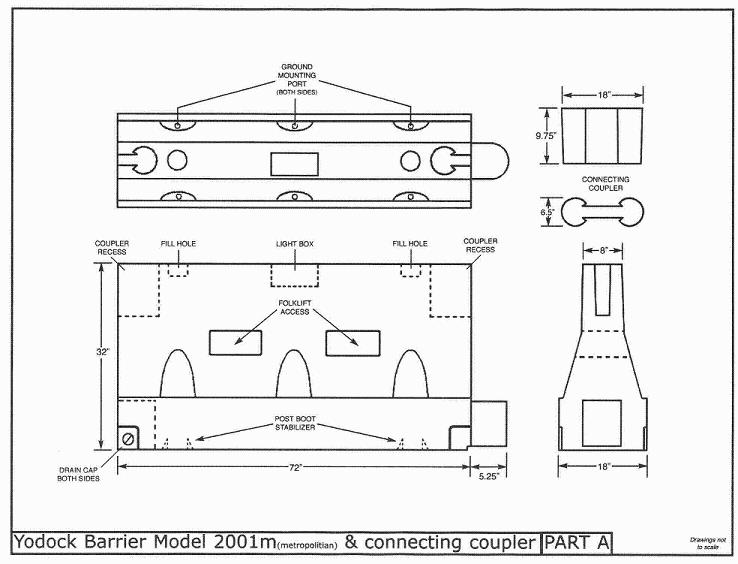 GROUND
MOUNTING
PORT
(BOTH SIDES)
18"
9.75"
CONNECTING
COUPLER
6.5"
COUPLER
RECESS
FILL HOLE
LIGHT BOX
FILL HOLE
COUPLER
RECESS
8"
FOLKLIFT
ACCESS
32"
POST BOOT
STABILIZER
DRAIN CAP
BOTH SIDES
72"
5.25"
18"
Yodock Barrier Model 2001m(metropolitian) & connecting coupler PART A
Drawings not
to scale